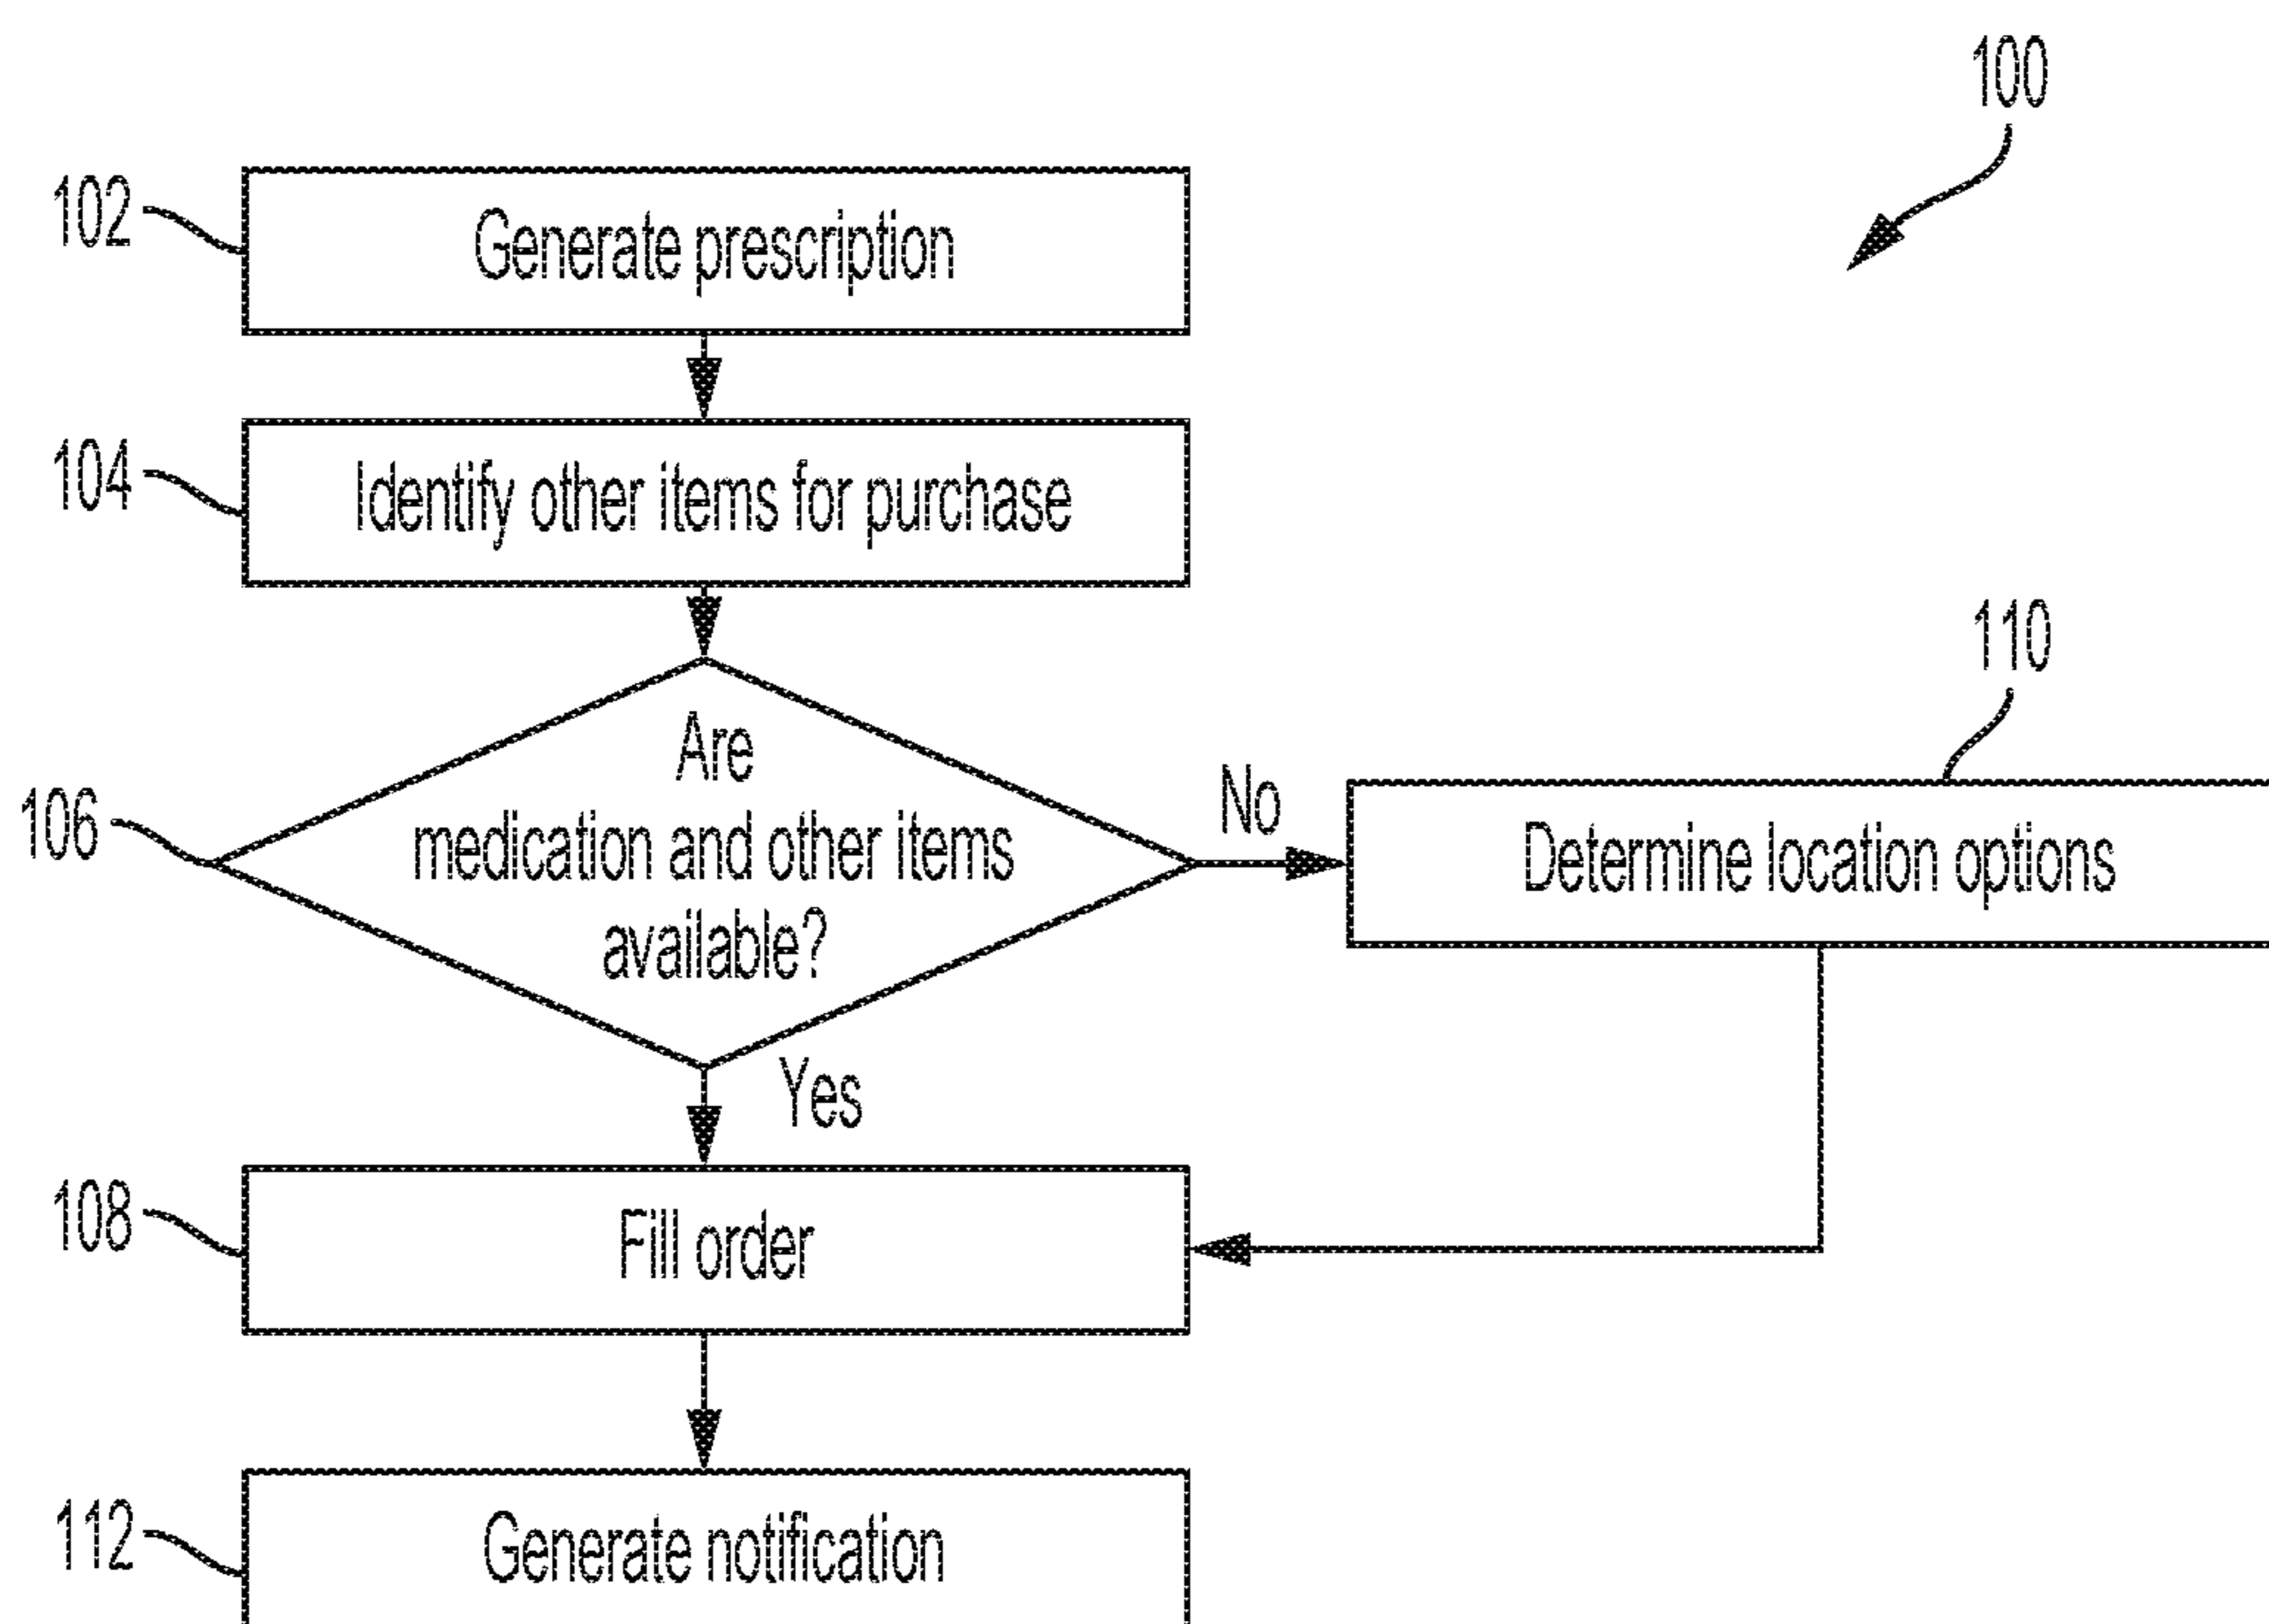 100
102
Generate prescription
104
Identify other items for purchase
106
Are
medication and other items
available?
No
110
Determine location options
Yes
108
Fill order
112
Generate notification